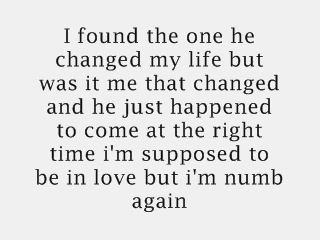 I found the one he
changed my life but
was it me that changed
and he just happened
to come at the right
time i'm supposed to
be in love but i'm numb
again